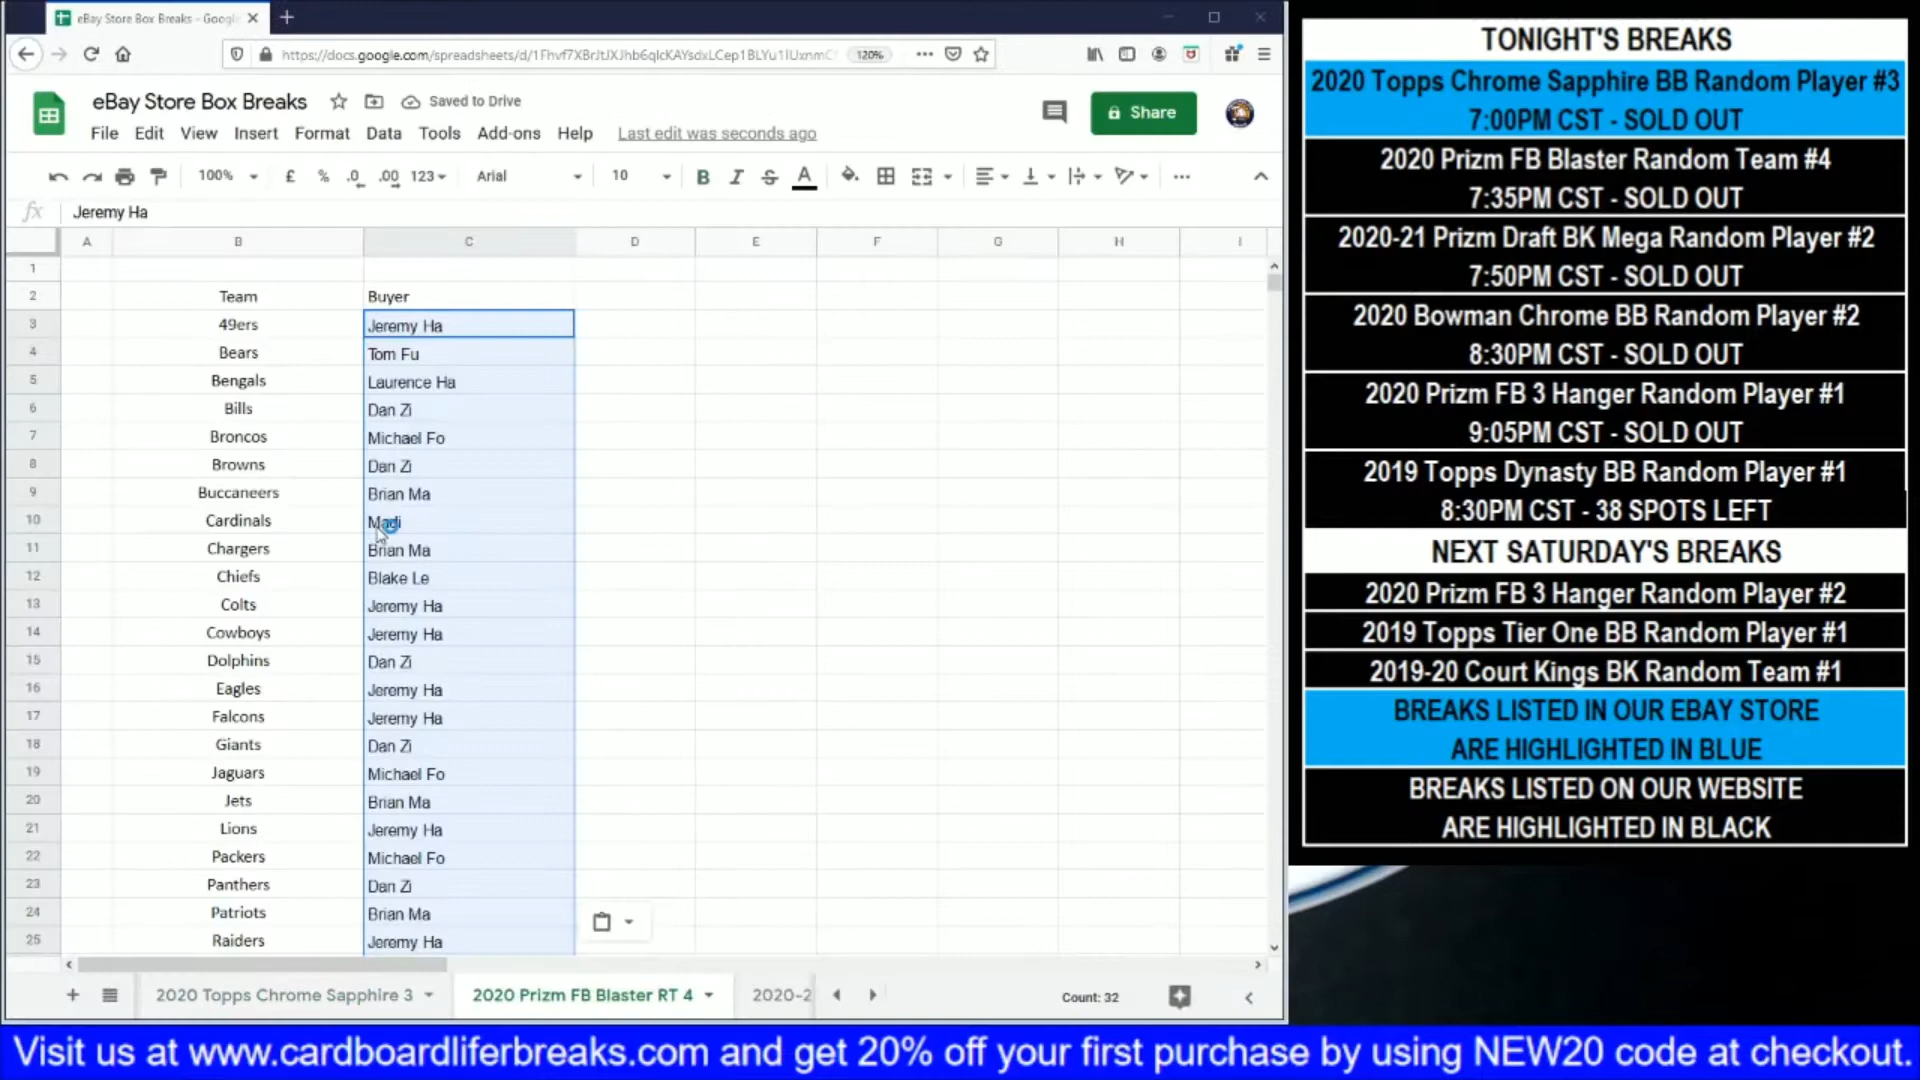 eBay Store Box Breaks - Google
https://docs.google.com/spreadsheets/d/
120%
eBay Store Box Breaks
Saved to Drive
File Edit View Insert Format Data Tools Add-ons Help Last edit was seconds ago
Share
100% £ % .0 .00 123 Arial 10 B I S A
fx Jeremy Ha
A B C D E F G H I
1
2 Team Buyer
3 49ers Jeremy Ha
4 Bears Tom Fu
5 Bengals Laurence Ha
6 Bills Dan Zi
7 Broncos Michael Fo
8 Browns Dan Zi
9 Buccaneers Brian Ma
10 Cardinals
11 Chargers Brian Ma
12 Chiefs Blake Le
13 Colts Jeremy Ha
14 Cowboys Jeremy Ha
15 Dolphins Dan Zi
16 Eagles Jeremy Ha
17 Falcons Jeremy Ha
18 Giants Dan Zi
19 Jaguars Michael Fo
20 Jets Brian Ma
21 Lions Jeremy Ha
22 Packers Michael Fo
23 Panthers Dan Zi
24 Patriots Brian Ma
25 Raiders Jeremy Ha
2020 Topps Chrome Sapphire 3 2020 Prizm FB Blaster RT 4 2020-2 Count: 32
TONIGHT'S BREAKS
2020 Topps Chrome Sapphire BB Random Player #3
7:00PM CST - SOLD OUT
2020 Prizm FB Blaster Random Team #4
7:35PM CST - SOLD OUT
2020-21 Prizm Draft BK Mega Random Player #2
7:50PM CST - SOLD OUT
2020 Bowman Chrome BB Random Player #2
8:30PM CST - SOLD OUT
2020 Prizm FB 3 Hanger Random Player #1
9:05PM CST - SOLD OUT
2019 Topps Dynasty BB Random Player #1
8:30PM CST - 38 SPOTS LEFT
NEXT SATURDAY'S BREAKS
2020 Prizm FB 3 Hanger Random Player #2
2019 Topps Tier One BB Random Player #1
2019-20 Court Kings BK Random Team #1
BREAKS LISTED IN OUR EBAY STORE
ARE HIGHLIGHTED IN BLUE
BREAKS LISTED ON OUR WEBSITE
ARE HIGHLIGHTED IN BLACK
Visit us at www.cardboardliferbreaks.com and get 20% off your first purchase by using NEW20 code at checkout.